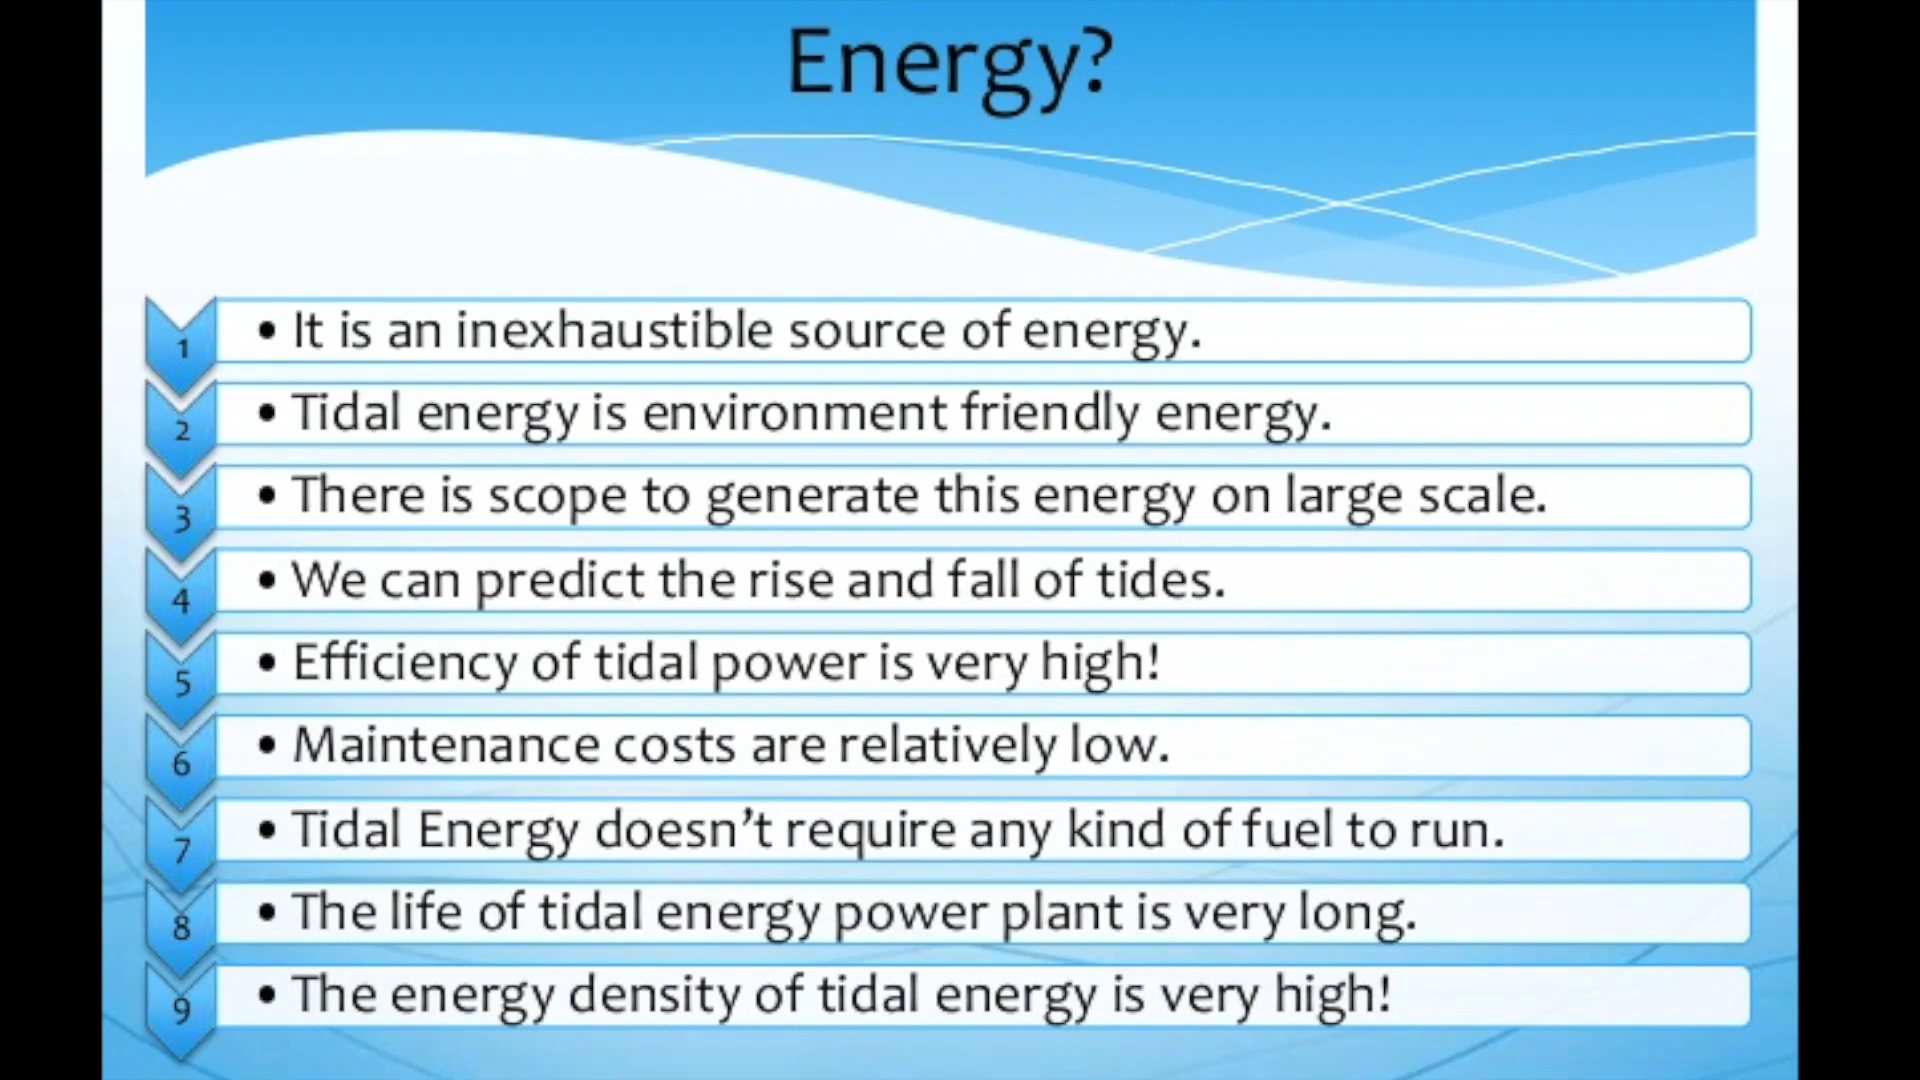 Energy?
1 • It is an inexhaustible source of energy.
2 • Tidal energy is environment friendly energy.
3 • There is scope to generate this energy on large scale.
4 • We can predict the rise and fall of tides.
5 • Efficiency of tidal power is very high!
6 • Maintenance costs are relatively low.
7 • Tidal Energy doesn’t require any kind of fuel to run.
8 • The life of tidal energy power plant is very long.
9 • The energy density of tidal energy is very high!